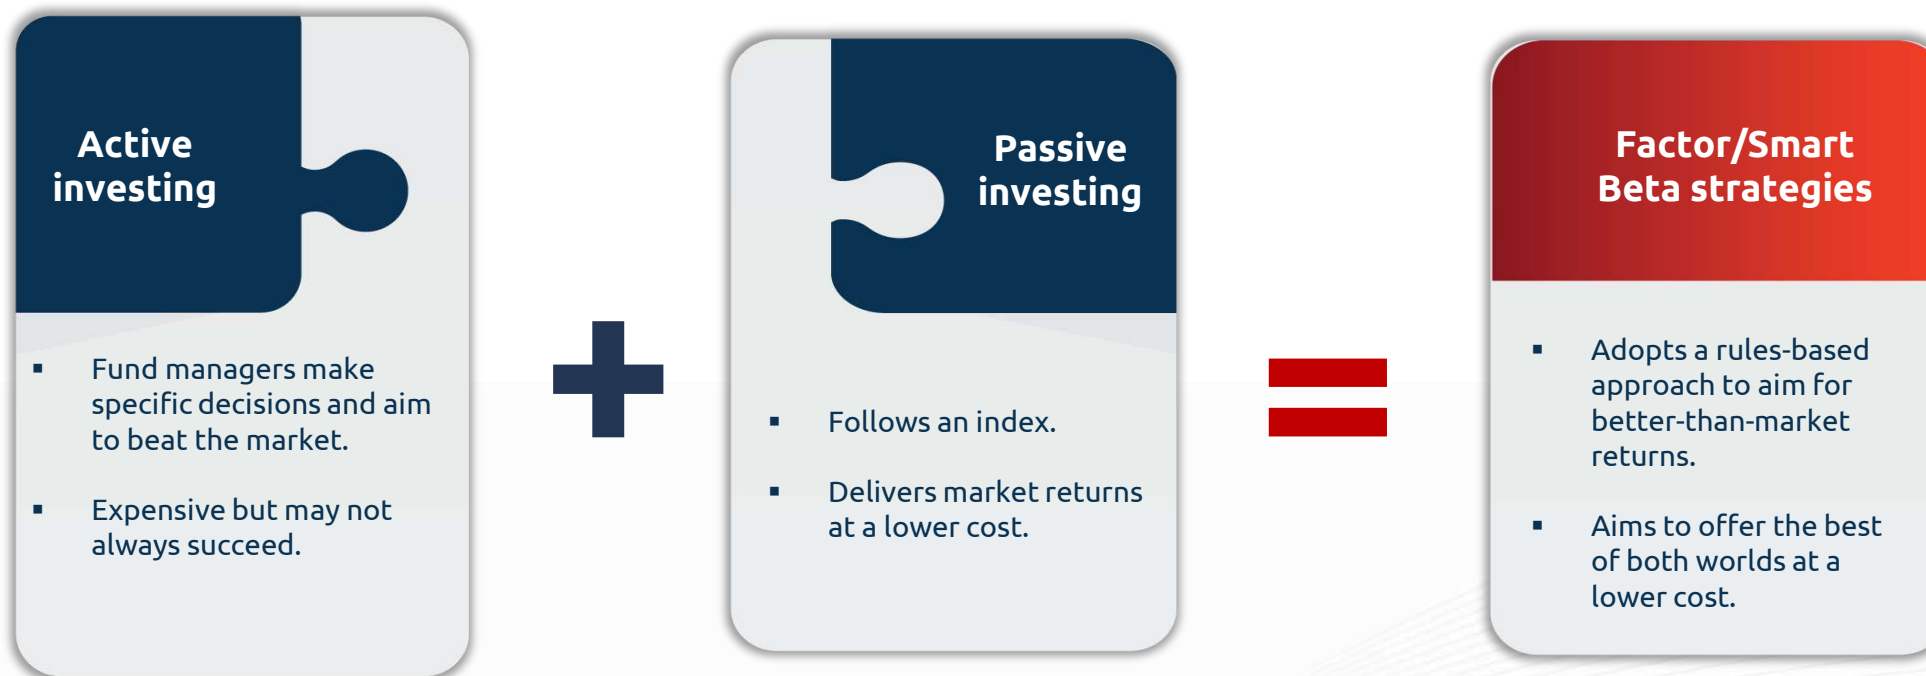 Active
investing
▪ Fund managers make
specific decisions and aim
to beat the market.
▪ Expensive but may not
always succeed.
Passive
investing
▪ Follows an index.
▪ Delivers market returns
at a lower cost.
Factor/Smart
Beta strategies
▪ Adopts a rules-based
approach to aim for
better-than-market
returns.
▪ Aims to offer the best
of both worlds at a
lower cost.